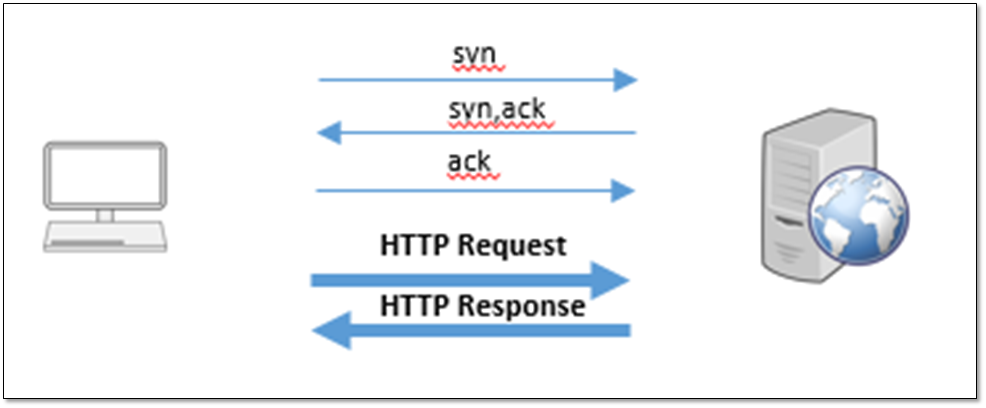 syn
syn,ack
ack
HTTP Request
HTTP Response